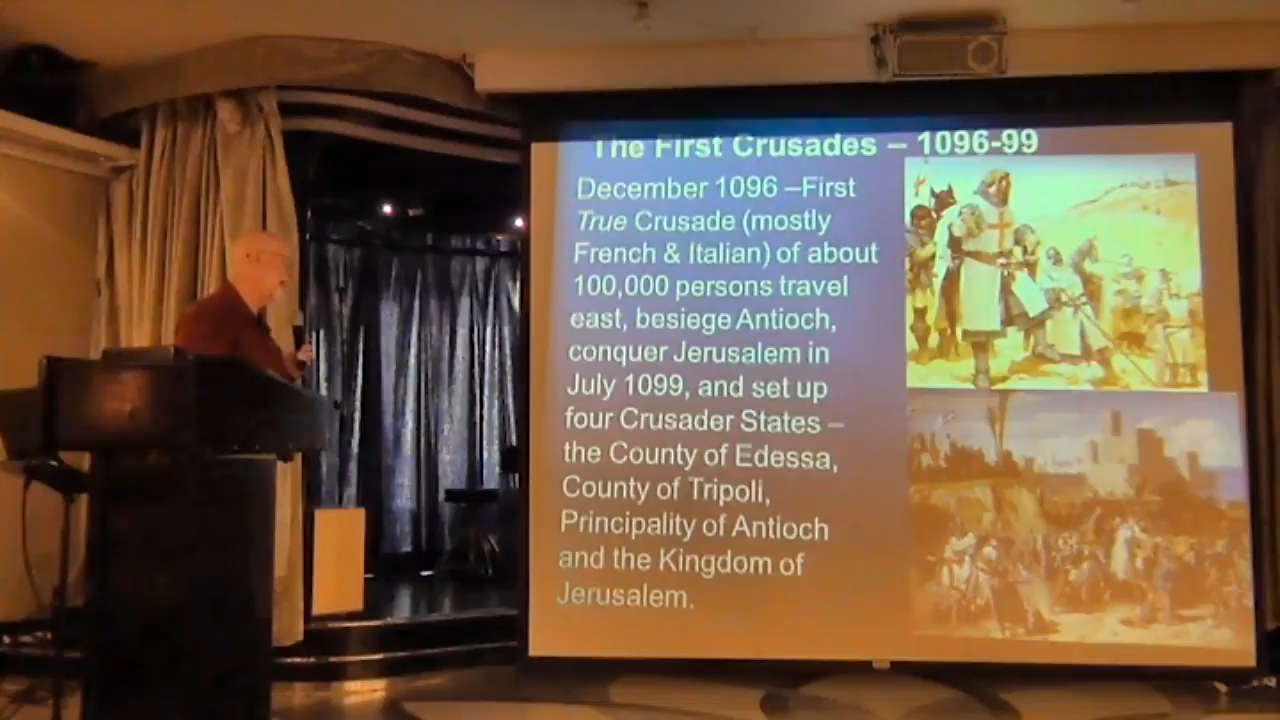 The First Crusades – 1096-99
December 1096 –First
True Crusade (mostly
French & Italian) of about
100,000 persons travel
east, besiege Antioch,
conquer Jerusalem in
July 1099, and set up
four Crusader States –
the County of Edessa,
County of Tripoli,
Principality of Antioch
and the Kingdom of
Jerusalem.